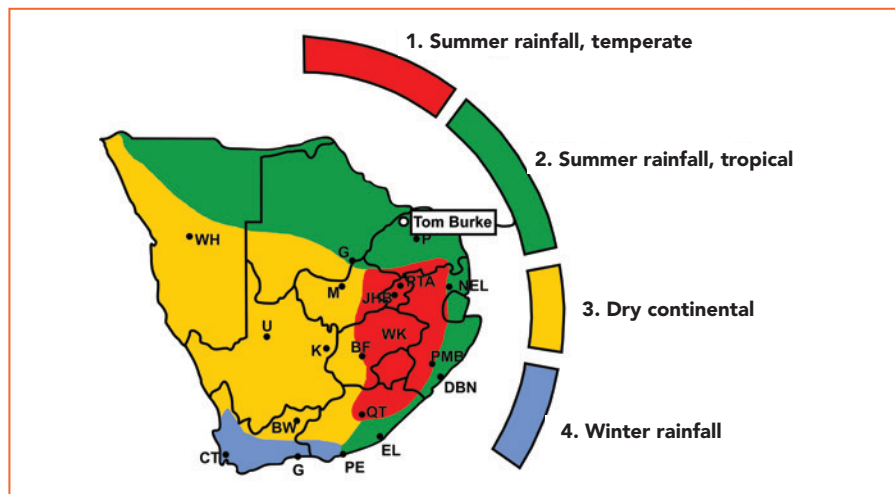 1. Summer rainfall, temperate
2. Summer rainfall, tropical
Tom Burke
P
WH
G
PTA
NEL
M
JHB
3. Dry continental
U
WK
K
BF
PMB
DBN
QT
BW
4. Winter rainfall
EL
CT
G
PE